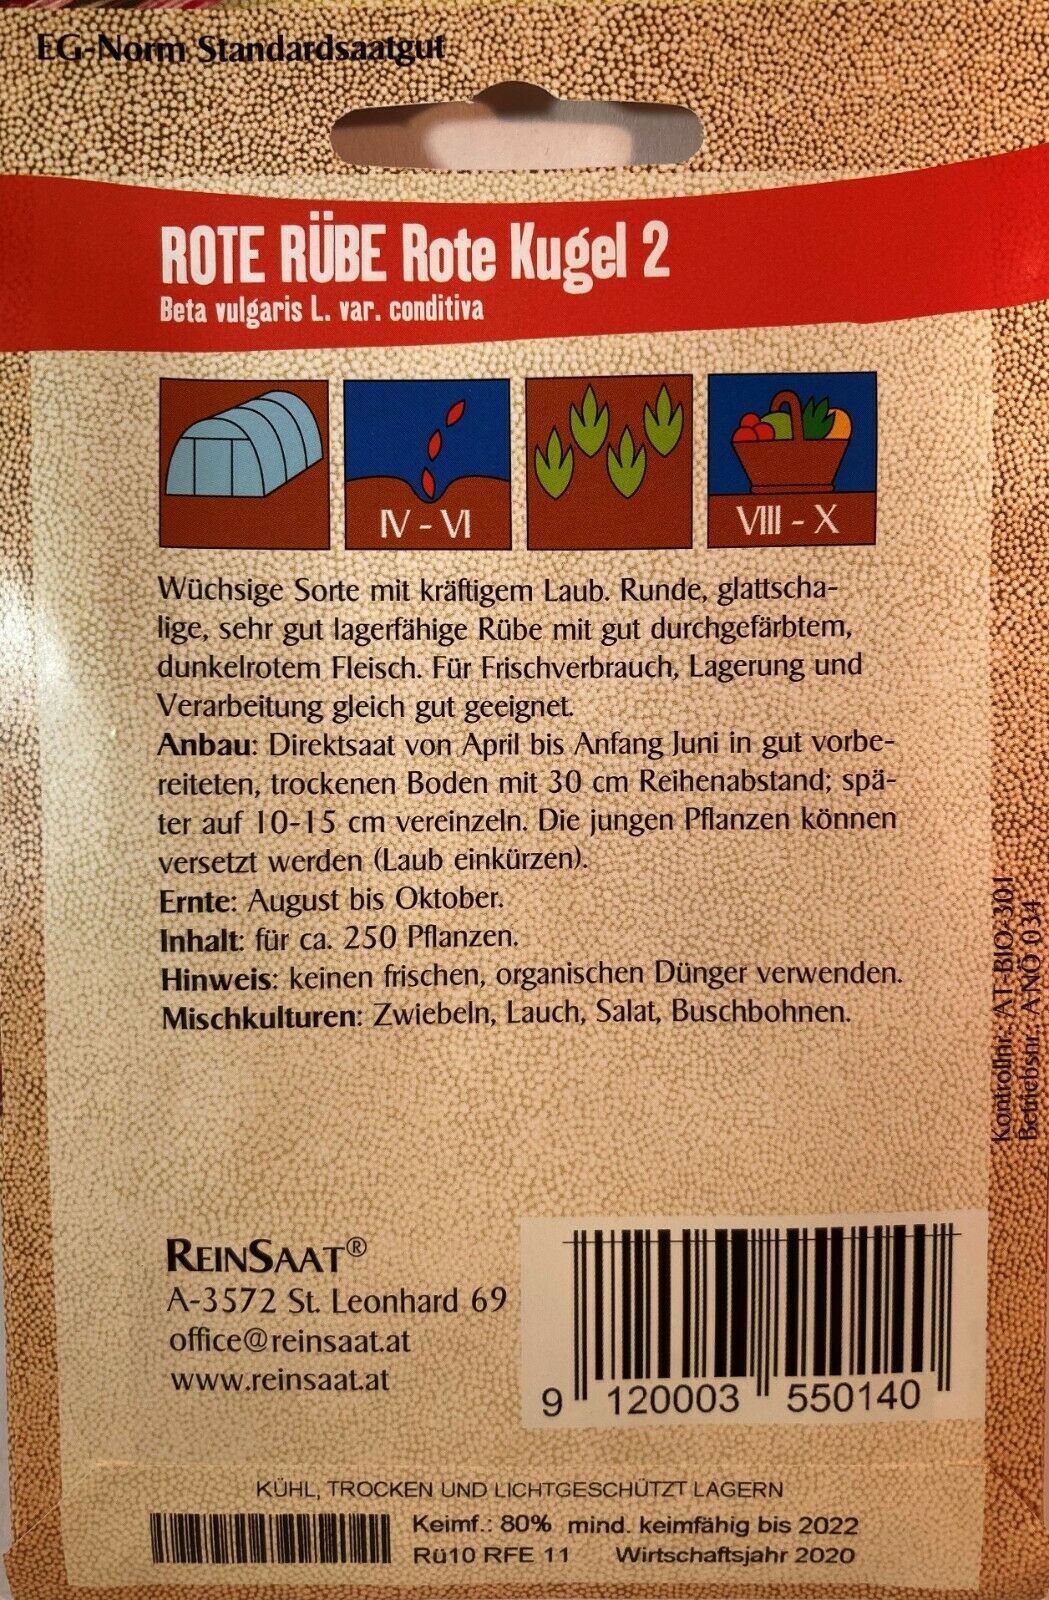 EG-Norm Standardsaatgut
ROTE RÜBE Rote Kugel 2
Beta vulgaris L. var. conditiva
IV - VI
VIII - X
Wüchsige Sorte mit kräftigem Laub. Runde, glattscha-
lige, sehr gut lagerfähige Rübe mit gut durchgefärbtem,
dunkelrotem Fleisch. Für Frischverbrauch, Lagerung und
Verarbeitung gleich gut geeignet.
Anbau: Direktsaat von April bis Anfang Juni in gut vorbe-
reiteten, trockenen Boden mit 30 cm Reihenabstand; spä-
ter auf 10-15 cm vereinzeln. Die jungen Pflanzen können
versetzt werden (Laub einkürzen).
Ernte: August bis Oktober.
Inhalt: für ca. 250 Pflanzen.
Hinweis: keinen frischen, organischen Dünger verwenden.
Mischkulturen: Zwiebeln, Lauch, Salat, Buschbohnen.
Kontrollnr. AT-BIO-301
Betriebsnr.: ANÖ 034
REINSAAT®
A-3572 St. Leonhard 69
office@reinsaat.at
www.reinsaat.at
9 120003 550140
KÜHL, TROCKEN UND LICHTGESCHÜTZT LAGERN
Keimf.: 80% mind. keimfähig bis 2022
Rü10 RFE 11 Wirtschaftsjahr 2020